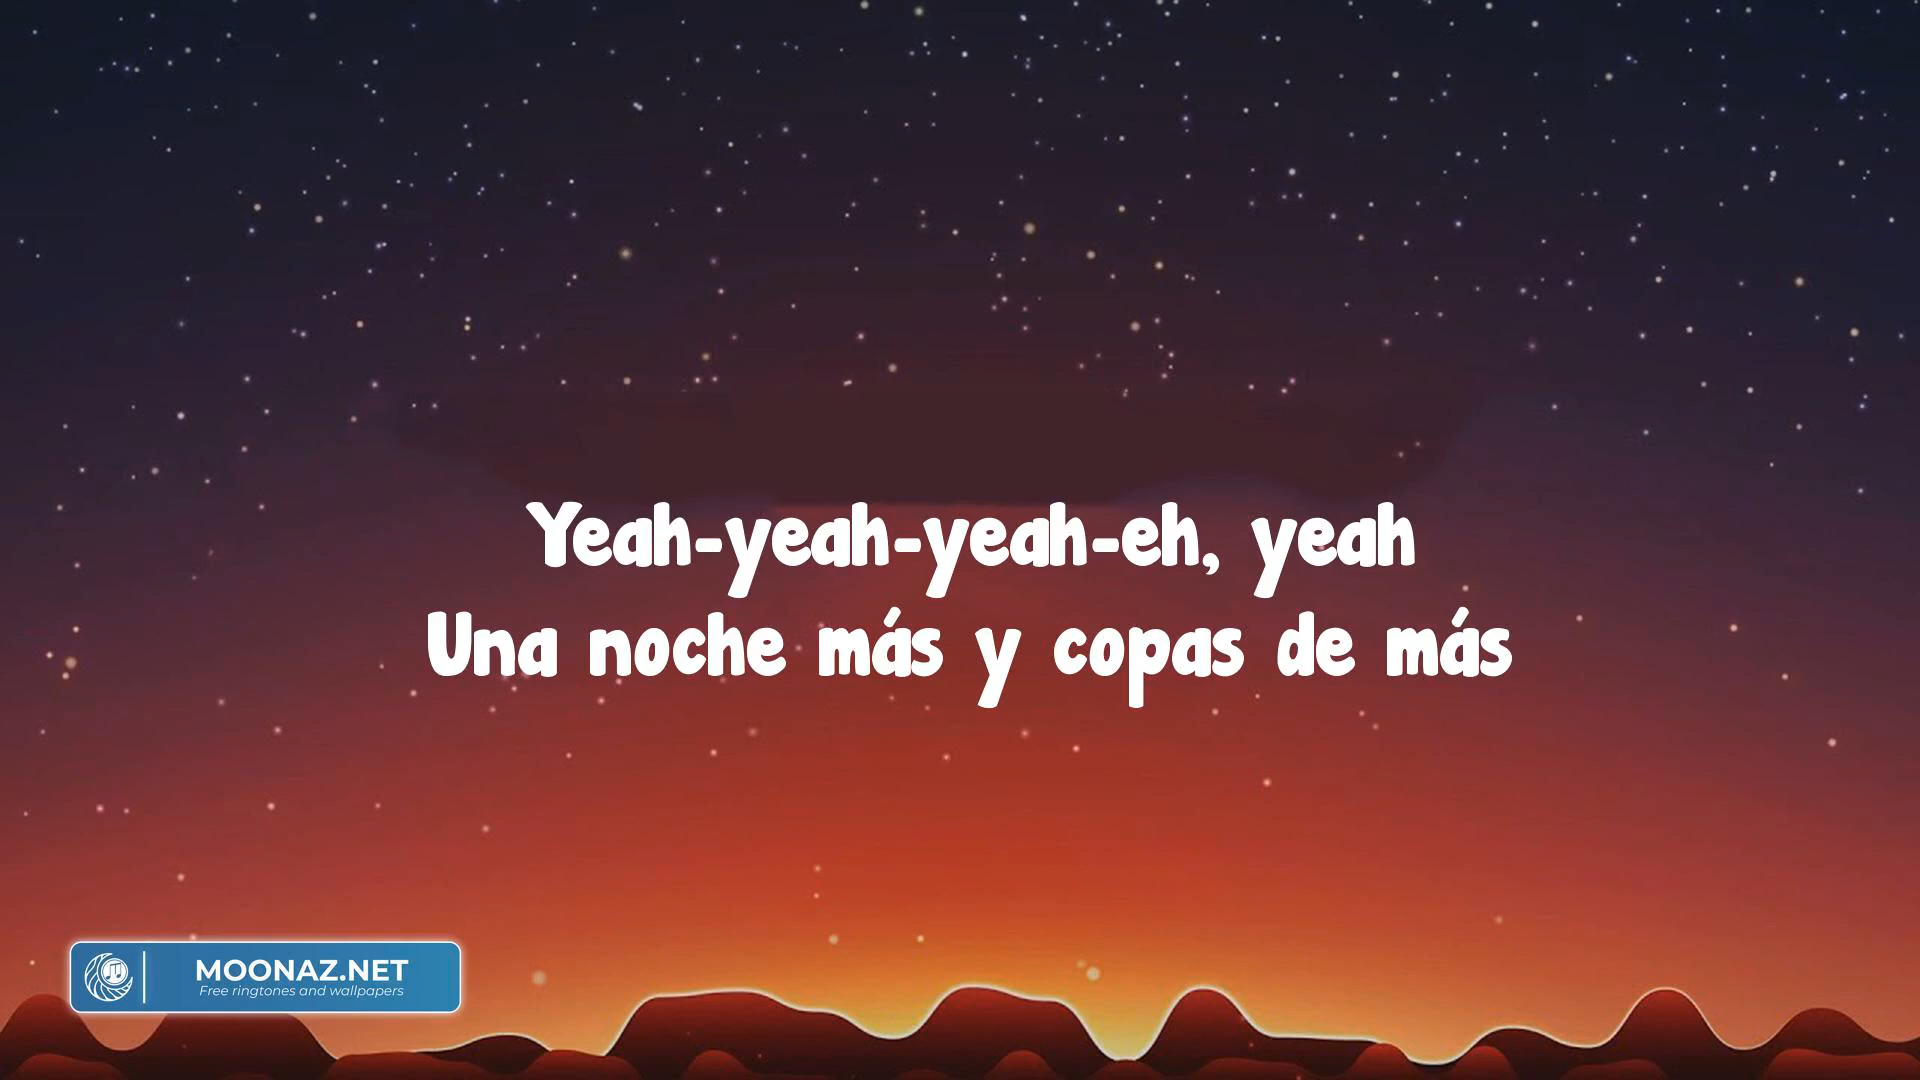 Yeah-yeah-yeah-eh, yeah
Una noche más y copas de más
MOONAZ.NET
Free ringtones and wallpapers